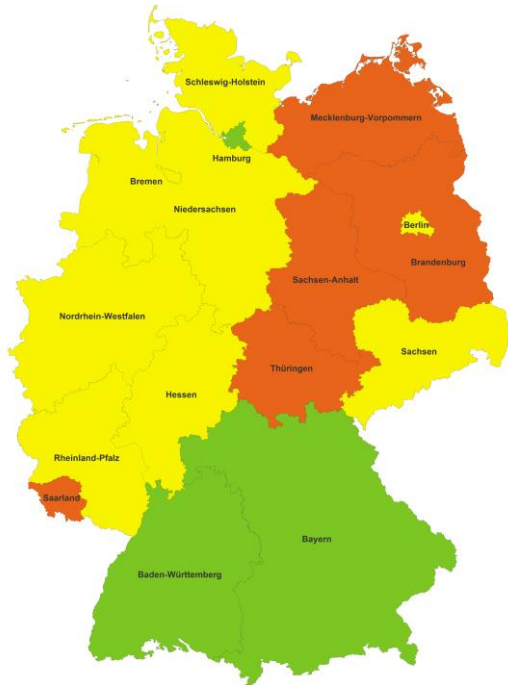 Schleswig-Holstein
Mecklenburg-Vorpommern
Hamburg
Bremen
Niedersachsen
Berlin
Brandenburg
Sachsen-Anhalt
Nordrhein-Westfalen
Sachsen
Thüringen
Hessen
Rheinland-Pfalz
Saarland
Bayern
Baden-Württemberg